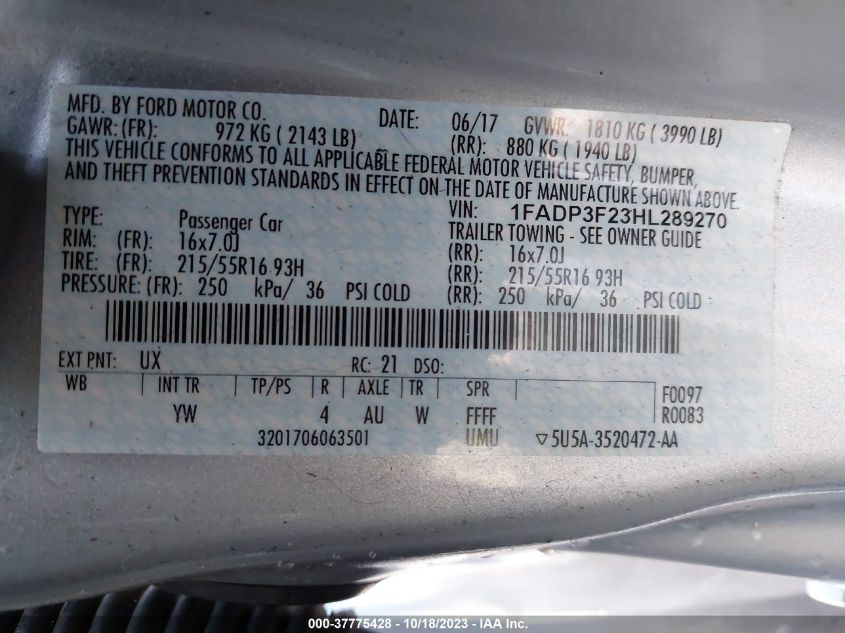 MFD. BY FORD MOTOR CO. DATE: 06/17 GVWR: 1810 KG ( 3990 LB)
GAWR: (FR): 972 KG ( 2143 LB) (RR): 880 KG ( 1940 LB)
THIS VEHICLE CONFORMS TO ALL APPLICABLE FEDERAL MOTOR VEHICLE SAFETY, BUMPER,
AND THEFT PREVENTION STANDARDS IN EFFECT ON THE DATE OF MANUFACTURE SHOWN ABOVE.
VIN: 1FADP3F23HL289270
TYPE: Passenger Car TRAILER TOWING - SEE OWNER GUIDE
RIM: (FR): 16x7.0J (RR): 16x7.0J
TIRE: (FR): 215/55R16 93H (RR): 215/55R16 93H
PRESSURE: (FR): 250 kPa/ 36 PSI COLD (RR): 250 kPa/ 36 PSI COLD
EXT PNT: UX RC: 21 DSO:
WB INT TR TP/PS R AXLE TR SPR F0097
YW 4 AU W FFFF R0083
3201706063501 UMU ▽5U5A-3520472-AA
000-37775428 - 10/18/2023 - IAA Inc.